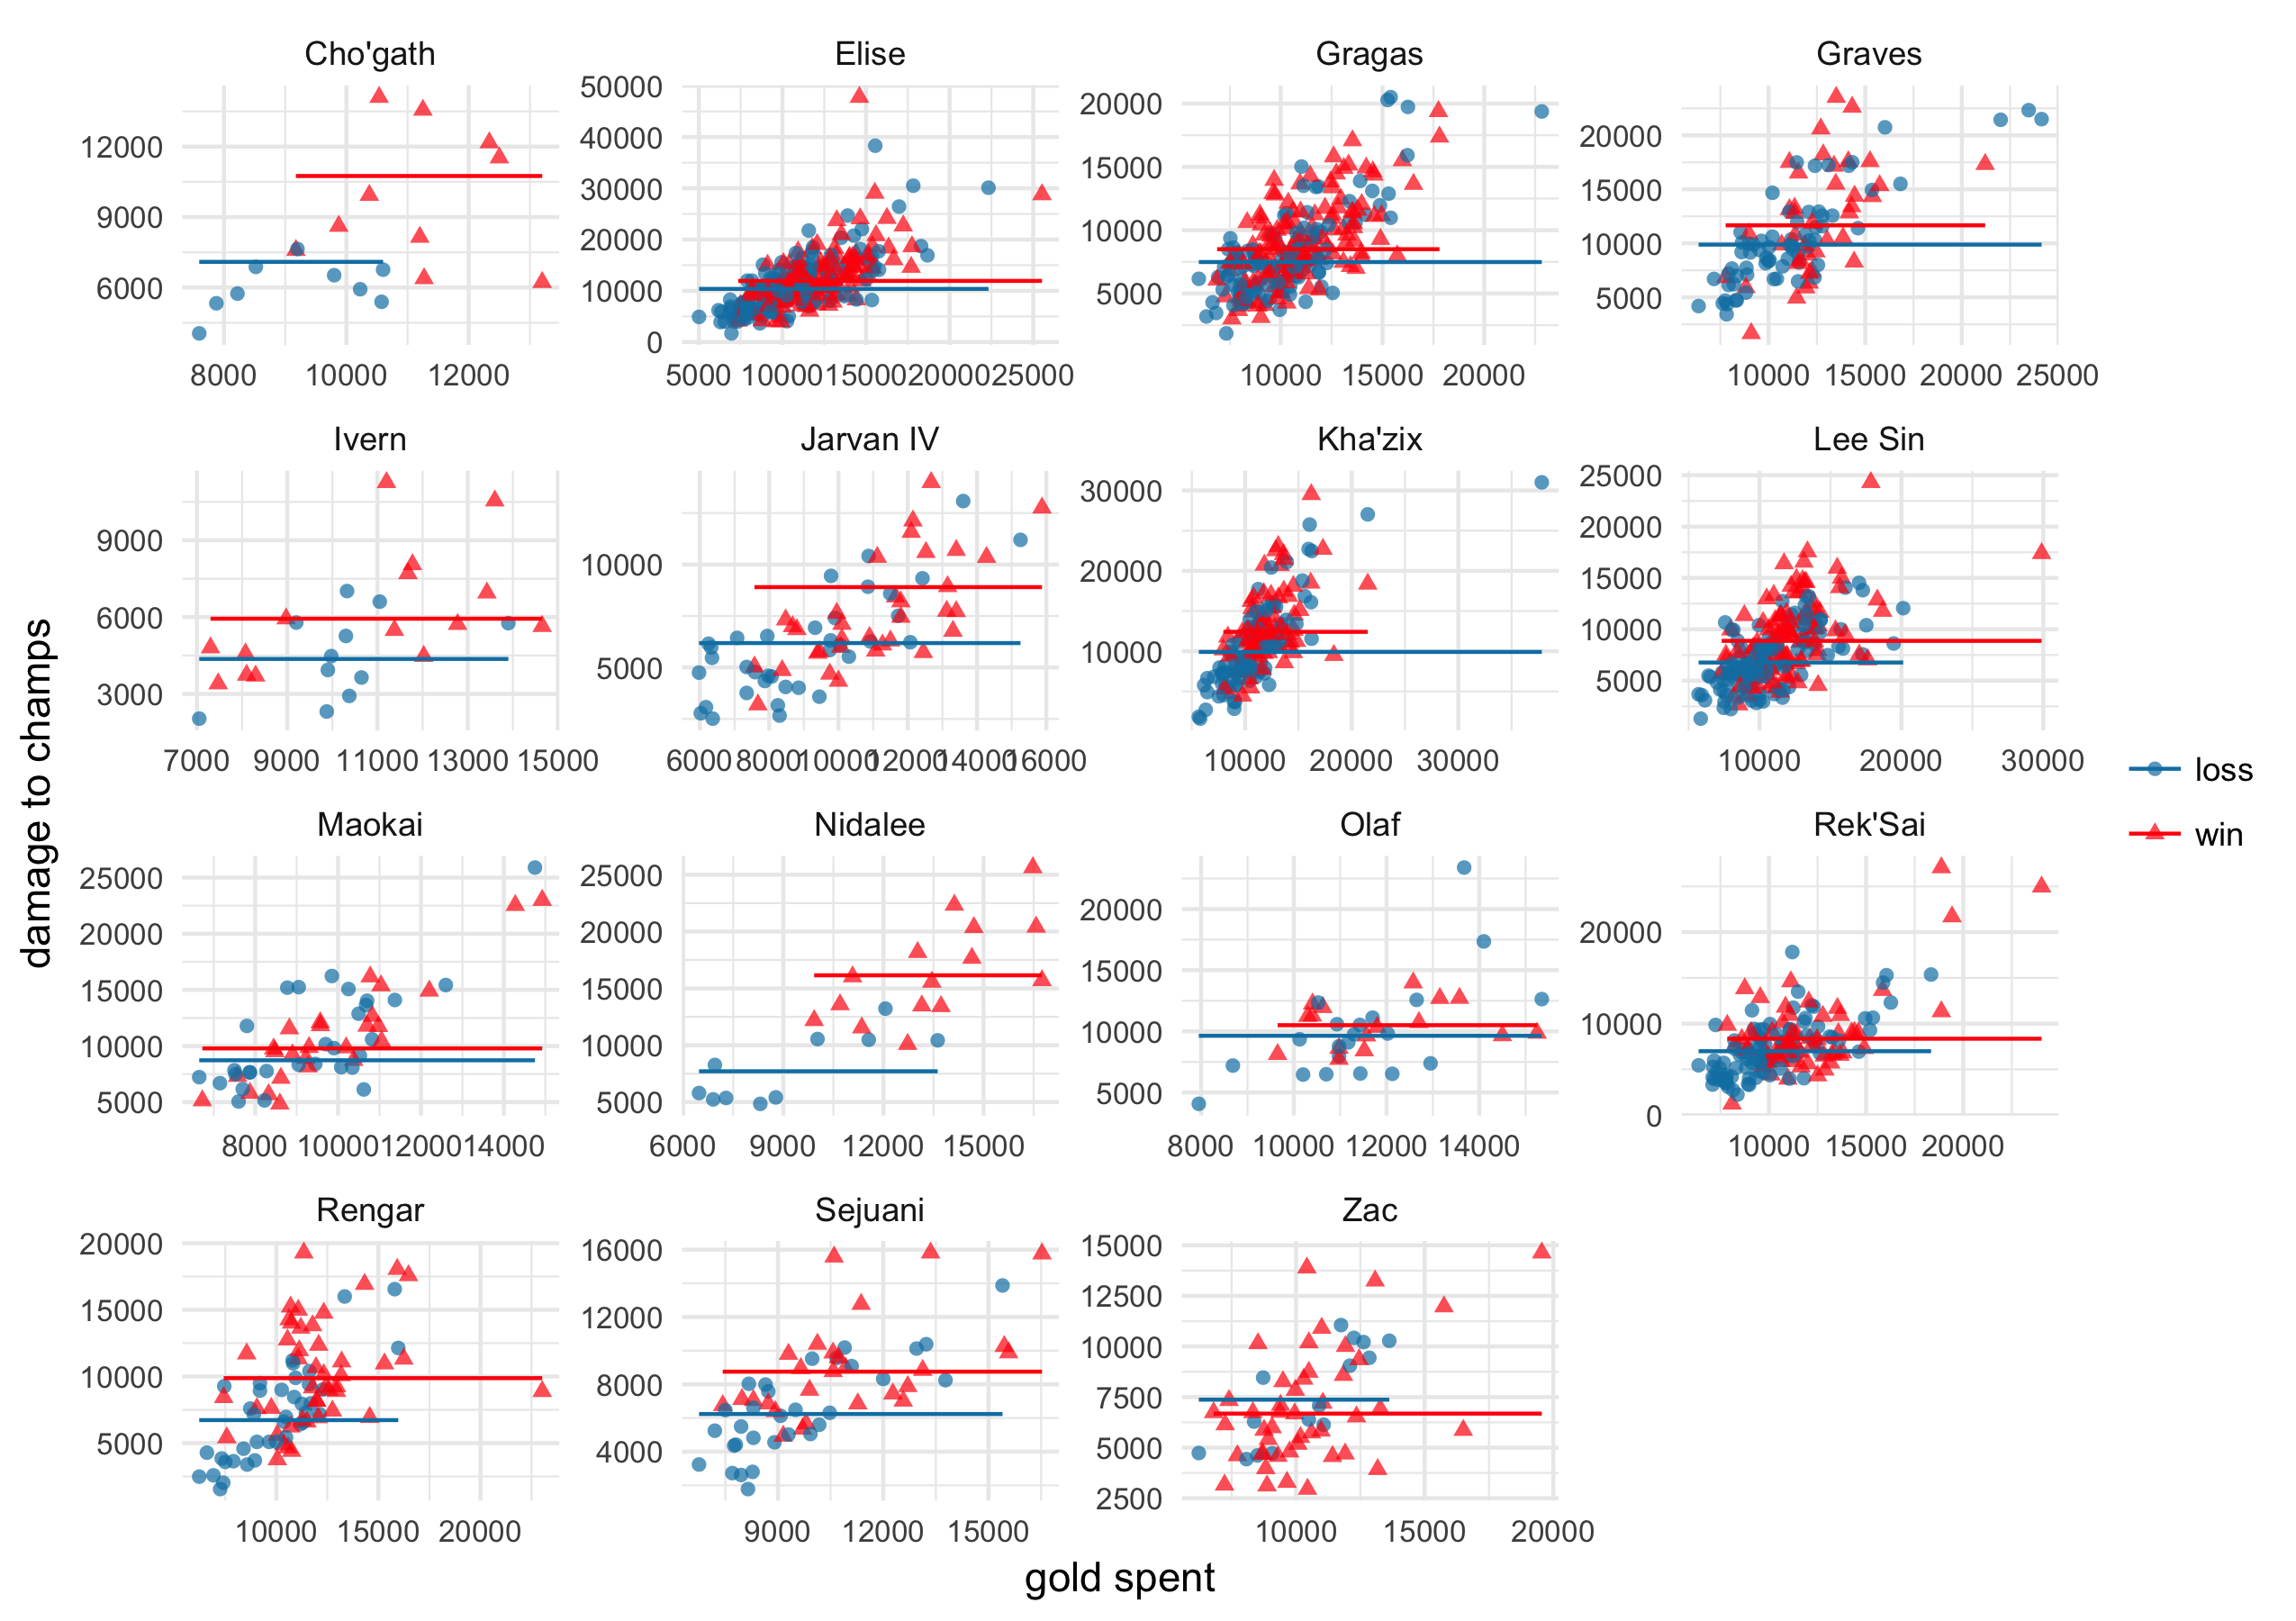 Cho'gath
Elise
Gragas
Graves
12000
9000
6000
8000 10000 12000
50000
40000
30000
20000
10000
0
5000 10000 15000 20000 25000
20000
15000
10000
5000
10000 15000 20000
20000
15000
10000
5000
10000 15000 20000 25000
Ivern
Jarvan IV
Kha'zix
Lee Sin
9000
6000
3000
7000 9000 11000 13000 15000
10000
5000
6000 8000 10000 12000 14000 16000
30000
20000
10000
10000 20000 30000
25000
20000
15000
10000
5000
10000 20000 30000
Maokai
Nidalee
Olaf
Rek'Sai
25000
20000
15000
10000
5000
8000 10000 12000 14000
25000
20000
15000
10000
5000
6000 9000 12000 15000
20000
15000
10000
5000
8000 10000 12000 14000
20000
10000
0
10000 15000 20000
Rengar
Sejuani
Zac
20000
15000
10000
5000
10000 15000 20000
16000
12000
8000
4000
9000 12000 15000
15000
12500
10000
7500
5000
2500
10000 15000 20000
damage to champs
gold spent
loss
win